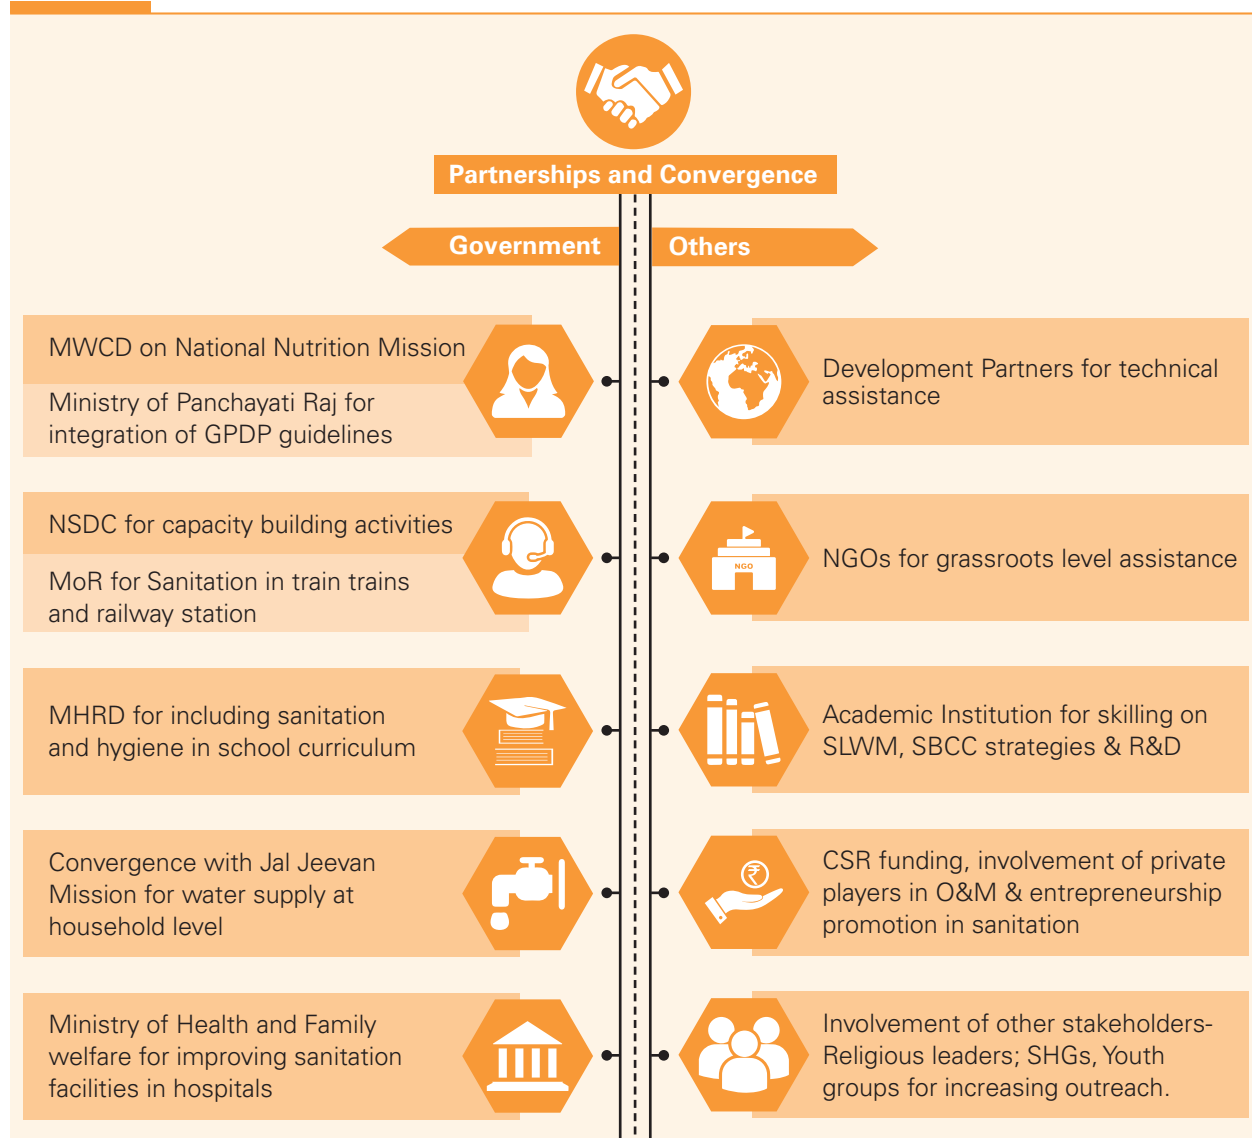 Partnerships and Convergence
Government
Others
MWCD on National Nutrition Mission
Ministry of Panchayati Raj for
integration of GPDP guidelines
NSDC for capacity building activities
MoR for Sanitation in train trains
and railway station
MHRD for including sanitation
and hygiene in school curriculum
Convergence with Jal Jeevan
Mission for water supply at
household level
Ministry of Health and Family
welfare for improving sanitation
facilities in hospitals
Development Partners for technical
assistance
NGO
NGOs for grassroots level assistance
Academic Institution for skilling on
SLWM, SBCC strategies & R&D
₹
CSR funding, involvement of private
players in O&M & entrepreneurship
promotion in sanitation
Involvement of other stakeholders-
Religious leaders; SHGs, Youth
groups for increasing outreach.